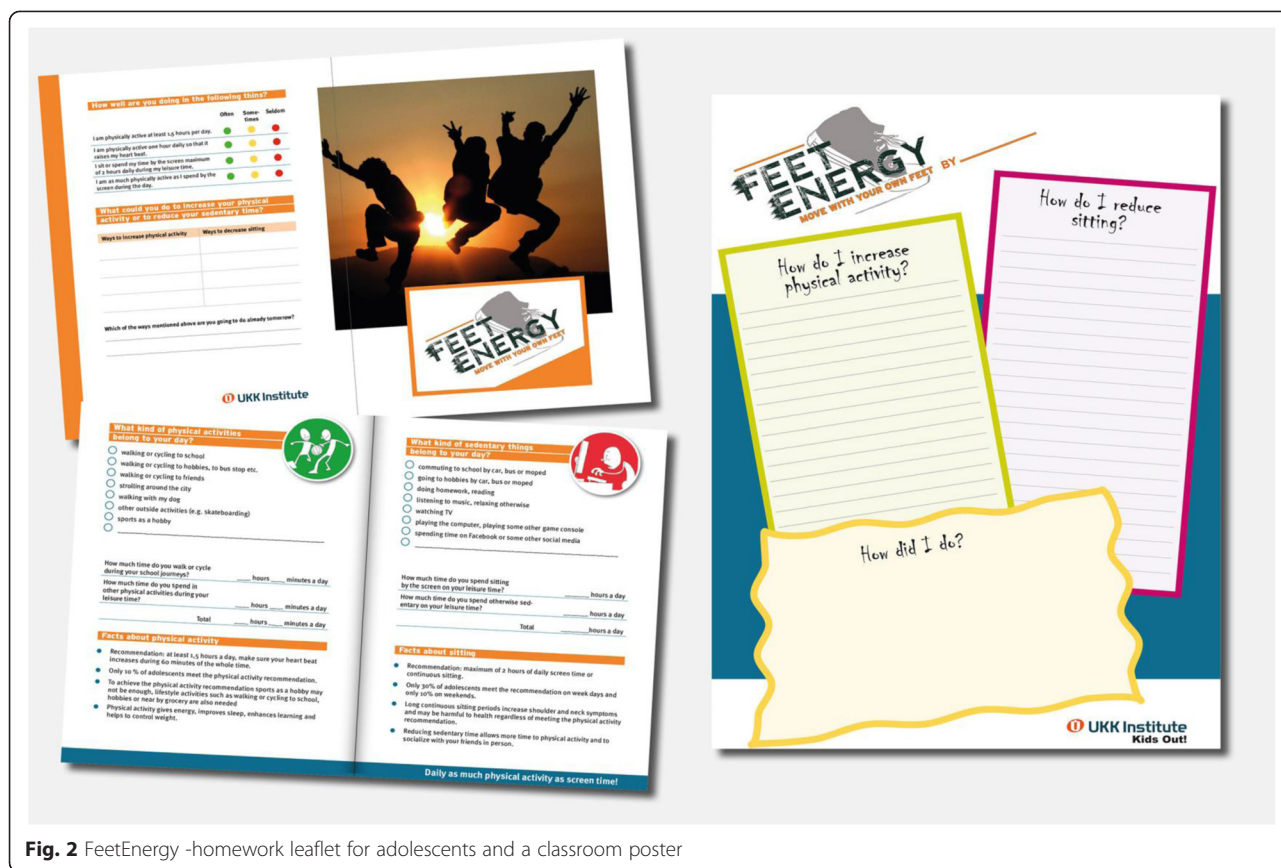 How well are you doing in the following thins?
Often Some- Seldom
times
I am physically active at least 1,5 hours per day.
I am physically active one hour daily so that it
raises my heart beat.
I sit or spend my time by the screen maximum
of 2 hours daily during my leisure time.
I am as much physically active as I spend by the
screen during the day.
What could you do to increase your physical
activity or to reduce your sedentary time?
Ways to increase physical activity Ways to decrease sitting
Which of the ways mentioned above are you going to do already tomorrow?
UKK Institute
FEET
ENERGY
MOVE WITH YOUR OWN FEET
What kind of physical activities
belong to your day?
walking or cycling to school
walking or cycling to hobbies, to bus stop etc.
walking or cycling to friends
strolling around the city
walking with my dog
other outside activities (e.g. skateboarding)
sports as a hobby
How much time do you walk or cycle
during your school journeys? ____ hours ____ minutes a day
How much time do you spend in
other physical activities during your
leisure time? ____ hours ____ minutes a day
Total ____ hours ____ minutes a day
Facts about physical activity
Recommendation: at least 1,5 hours a day, make sure your heart beat
increases during 60 minutes of the whole time.
Only 10 % of adolescents meet the physical activity recommendation.
To achieve the physical activity recommendation sports as a hobby may
not be enough, lifestyle activities such as walking or cycling to school,
hobbies or near by grocery are also needed
Physical activity gives energy, improves sleep, enhances learning and
helps to control weight.
What kind of sedentary things
belong to your day?
commuting to school by car, bus or moped
going to hobbies by car, bus or moped
doing homework, reading
listening to music, relaxing otherwise
watching TV
playing the computer, playing some other game console
spending time on Facebook or some other social media
How much time do you spend sitting
by the screen on your leisure time? ________ hours a day
How much time do you spend otherwise sed-
entary on your leisure time? ________ hours a day
Total ________hours a day
Facts about sitting
Recommendation: maximum of 2 hours of daily screen time or
continuous sitting.
Only 30% of adolescents meet the recommendation on week days and
only 10% on weekends.
Long continuous sitting periods increase shoulder and neck symptoms
and may be harmful to health regardless of meeting the physical activity
recommendation.
Reducing sedentary time allows more time to physical activity and to
socialize with your friends in person.
Daily as much physical activity as screen time!
FEET
ENERGY
MOVE WITH YOUR OWN FEET
BY
How do I increase
physical activity?
How do I reduce
sitting?
How did I do?
UKK Institute
Kids Out!
Fig. 2 FeetEnergy -homework leaflet for adolescents and a classroom poster